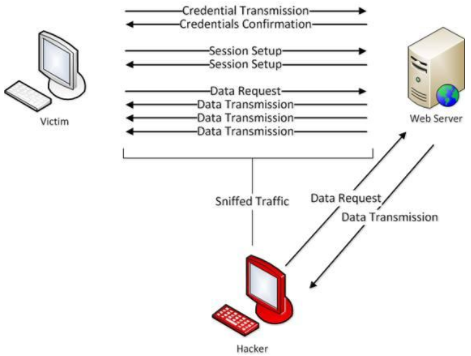 Credential Transmission
Credentials Confirmation
Session Setup
Session Setup
Data Request
Data Transmission
Data Transmission
Data Transmission
Victim
Web Server
Sniffed Traffic
Data Request
Data Transmission
Hacker